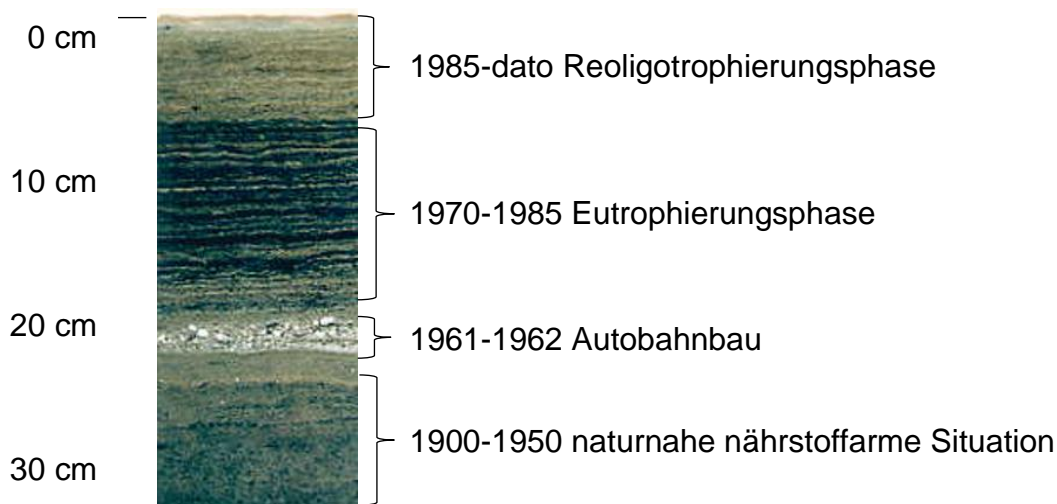 0 cm
1985-dato Reoligotrophierungsphase
10 cm
1970-1985 Eutrophierungsphase
20 cm
1961-1962 Autobahnbau
1900-1950 naturnahe nährstoffarme Situation
30 cm